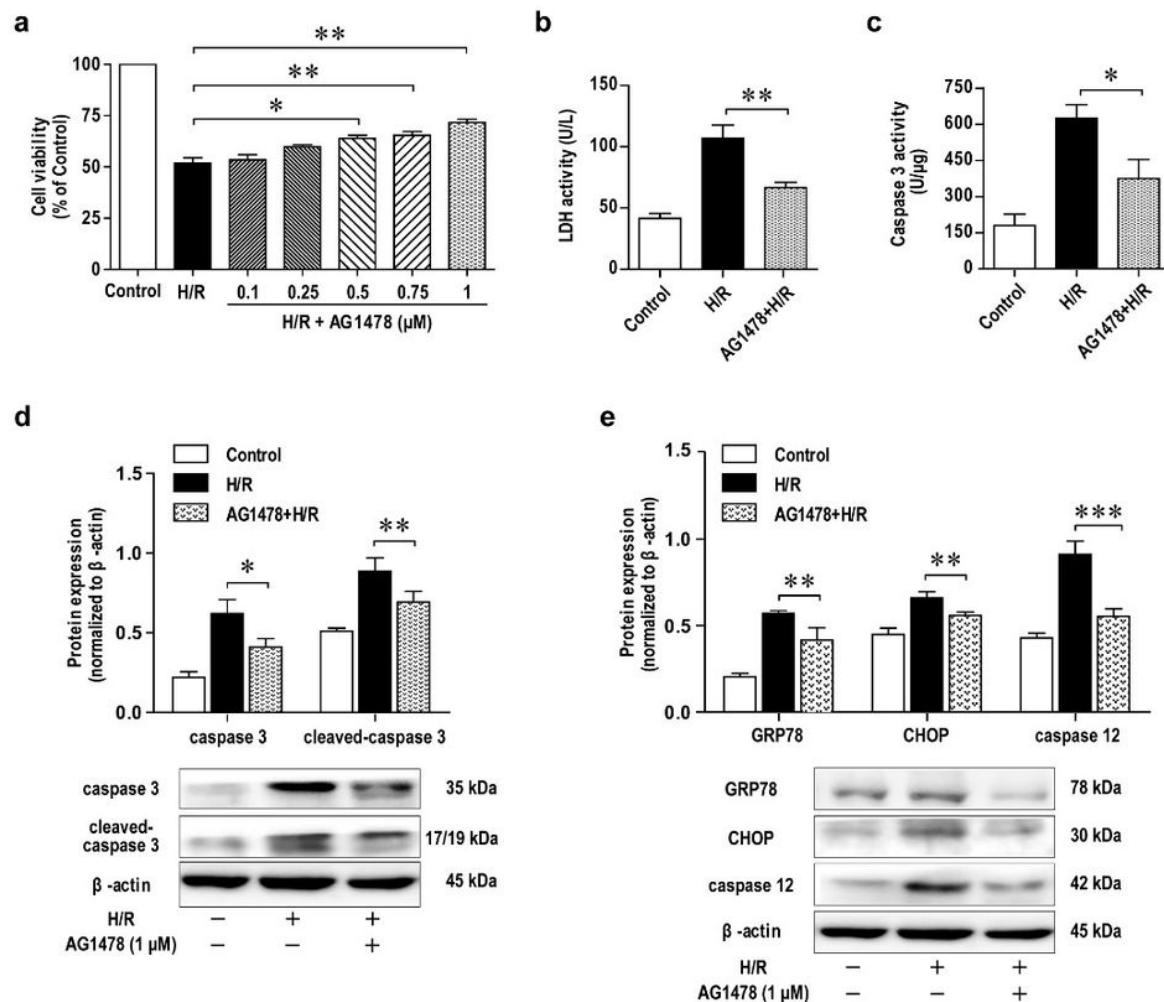 a
** 
**
*
100
75
50
25
0
Cell viability
(% of Control)
Control
H/R
0.1
0.25
0.5
0.75
1
H/R + AG1478 (μM)
b
150
100
50
0
LDH activity (U/L)
**
Control
H/R
AG1478+H/R
c
750
600
450
300
150
0
Caspase 3 activity
(U/μg)
*
Control
H/R
AG1478+H/R
d
Control
H/R
AG1478+H/R
1.5
1.0
0.5
0.0
Protein expression
(normalized to β -actin)
*
**
caspase 3
cleaved-caspase 3
caspase 3
35 kDa
cleaved-
caspase 3
17/19 kDa
β -actin
45 kDa
H/R
− + +
AG1478 (1 μM)
− − +
e
Control
H/R
AG1478+H/R
1.5
1.0
0.5
0.0
Protein expression
(normalized to β -actin)
**
**
***
GRP78
CHOP
caspase 12
GRP78
78 kDa
CHOP
30 kDa
caspase 12
42 kDa
β -actin
45 kDa
H/R
− + +
AG1478 (1 μM)
− − +